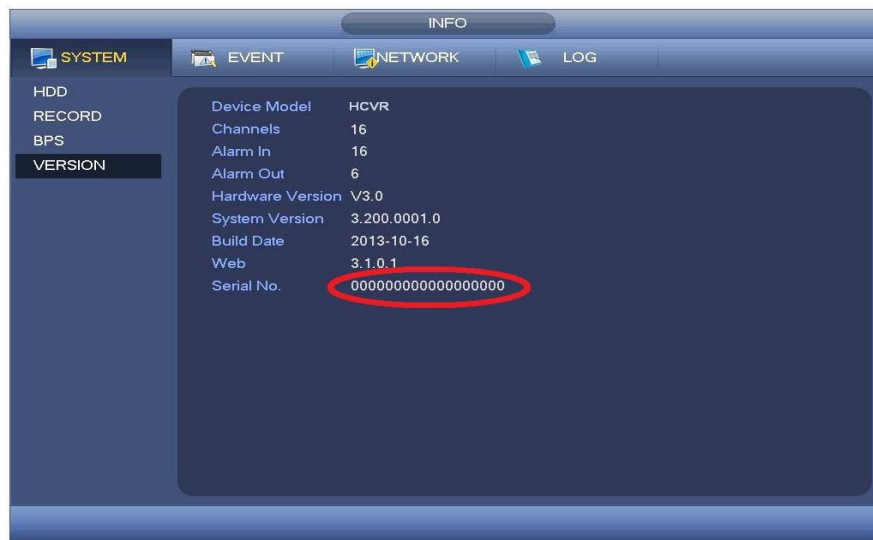 INFO
SYSTEM EVENT NETWORK LOG
HDD
RECORD
BPS
VERSION
Device Model HCVR
Channels 16
Alarm In 16
Alarm Out 6
Hardware Version V3.0
System Version 3.200.0001.0
Build Date 2013-10-16
Web 3.1.0.1
Serial No. 000000000000000000